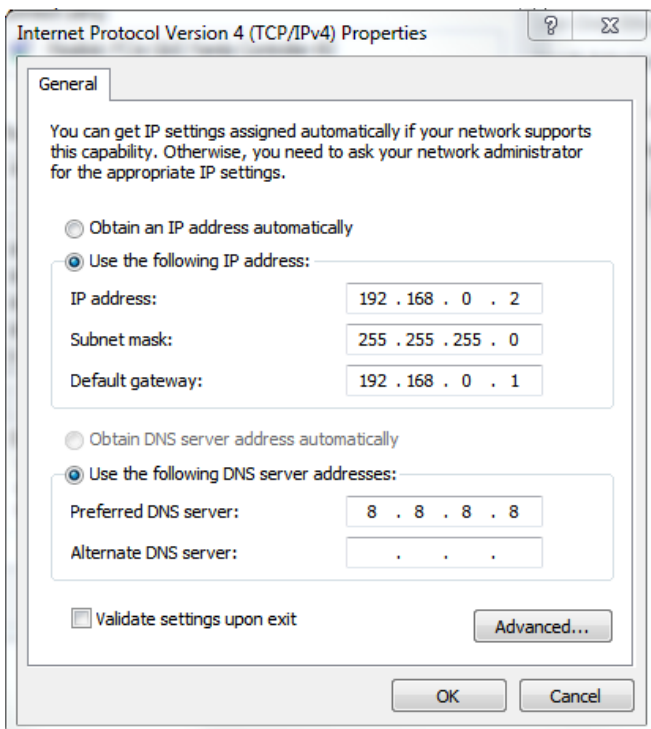 Internet Protocol Version 4 (TCP/IPv4) Properties
General
You can get IP settings assigned automatically if your network supports
this capability. Otherwise, you need to ask your network administrator
for the appropriate IP settings.
Obtain an IP address automatically
Use the following IP address:
IP address: 192 . 168 . 0 . 2
Subnet mask: 255 . 255 . 255 . 0
Default gateway: 192 . 168 . 0 . 1
Obtain DNS server address automatically
Use the following DNS server addresses:
Preferred DNS server: 8 . 8 . 8 . 8
Alternate DNS server: . . .
Validate settings upon exit
Advanced...
OK Cancel